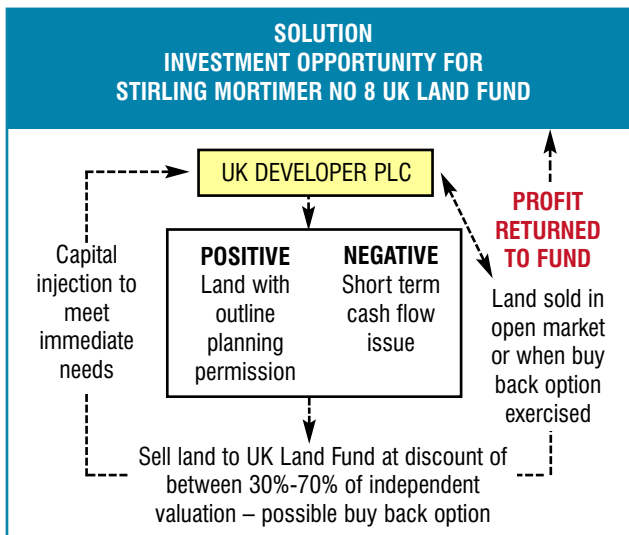 SOLUTION
INVESTMENT OPPORTUNITY FOR
STIRLING MORTIMER NO 8 UK LAND FUND
UK DEVELOPER PLC
POSITIVE
Land with
outline
planning
permission
NEGATIVE
Short term
cash flow
issue
Capital
injection to
meet
immediate
needs
PROFIT
RETURNED
TO FUND
Land sold in
open market
or when buy
back option
exercised
Sell land to UK Land Fund at discount of
between 30%-70% of independent
valuation – possible buy back option